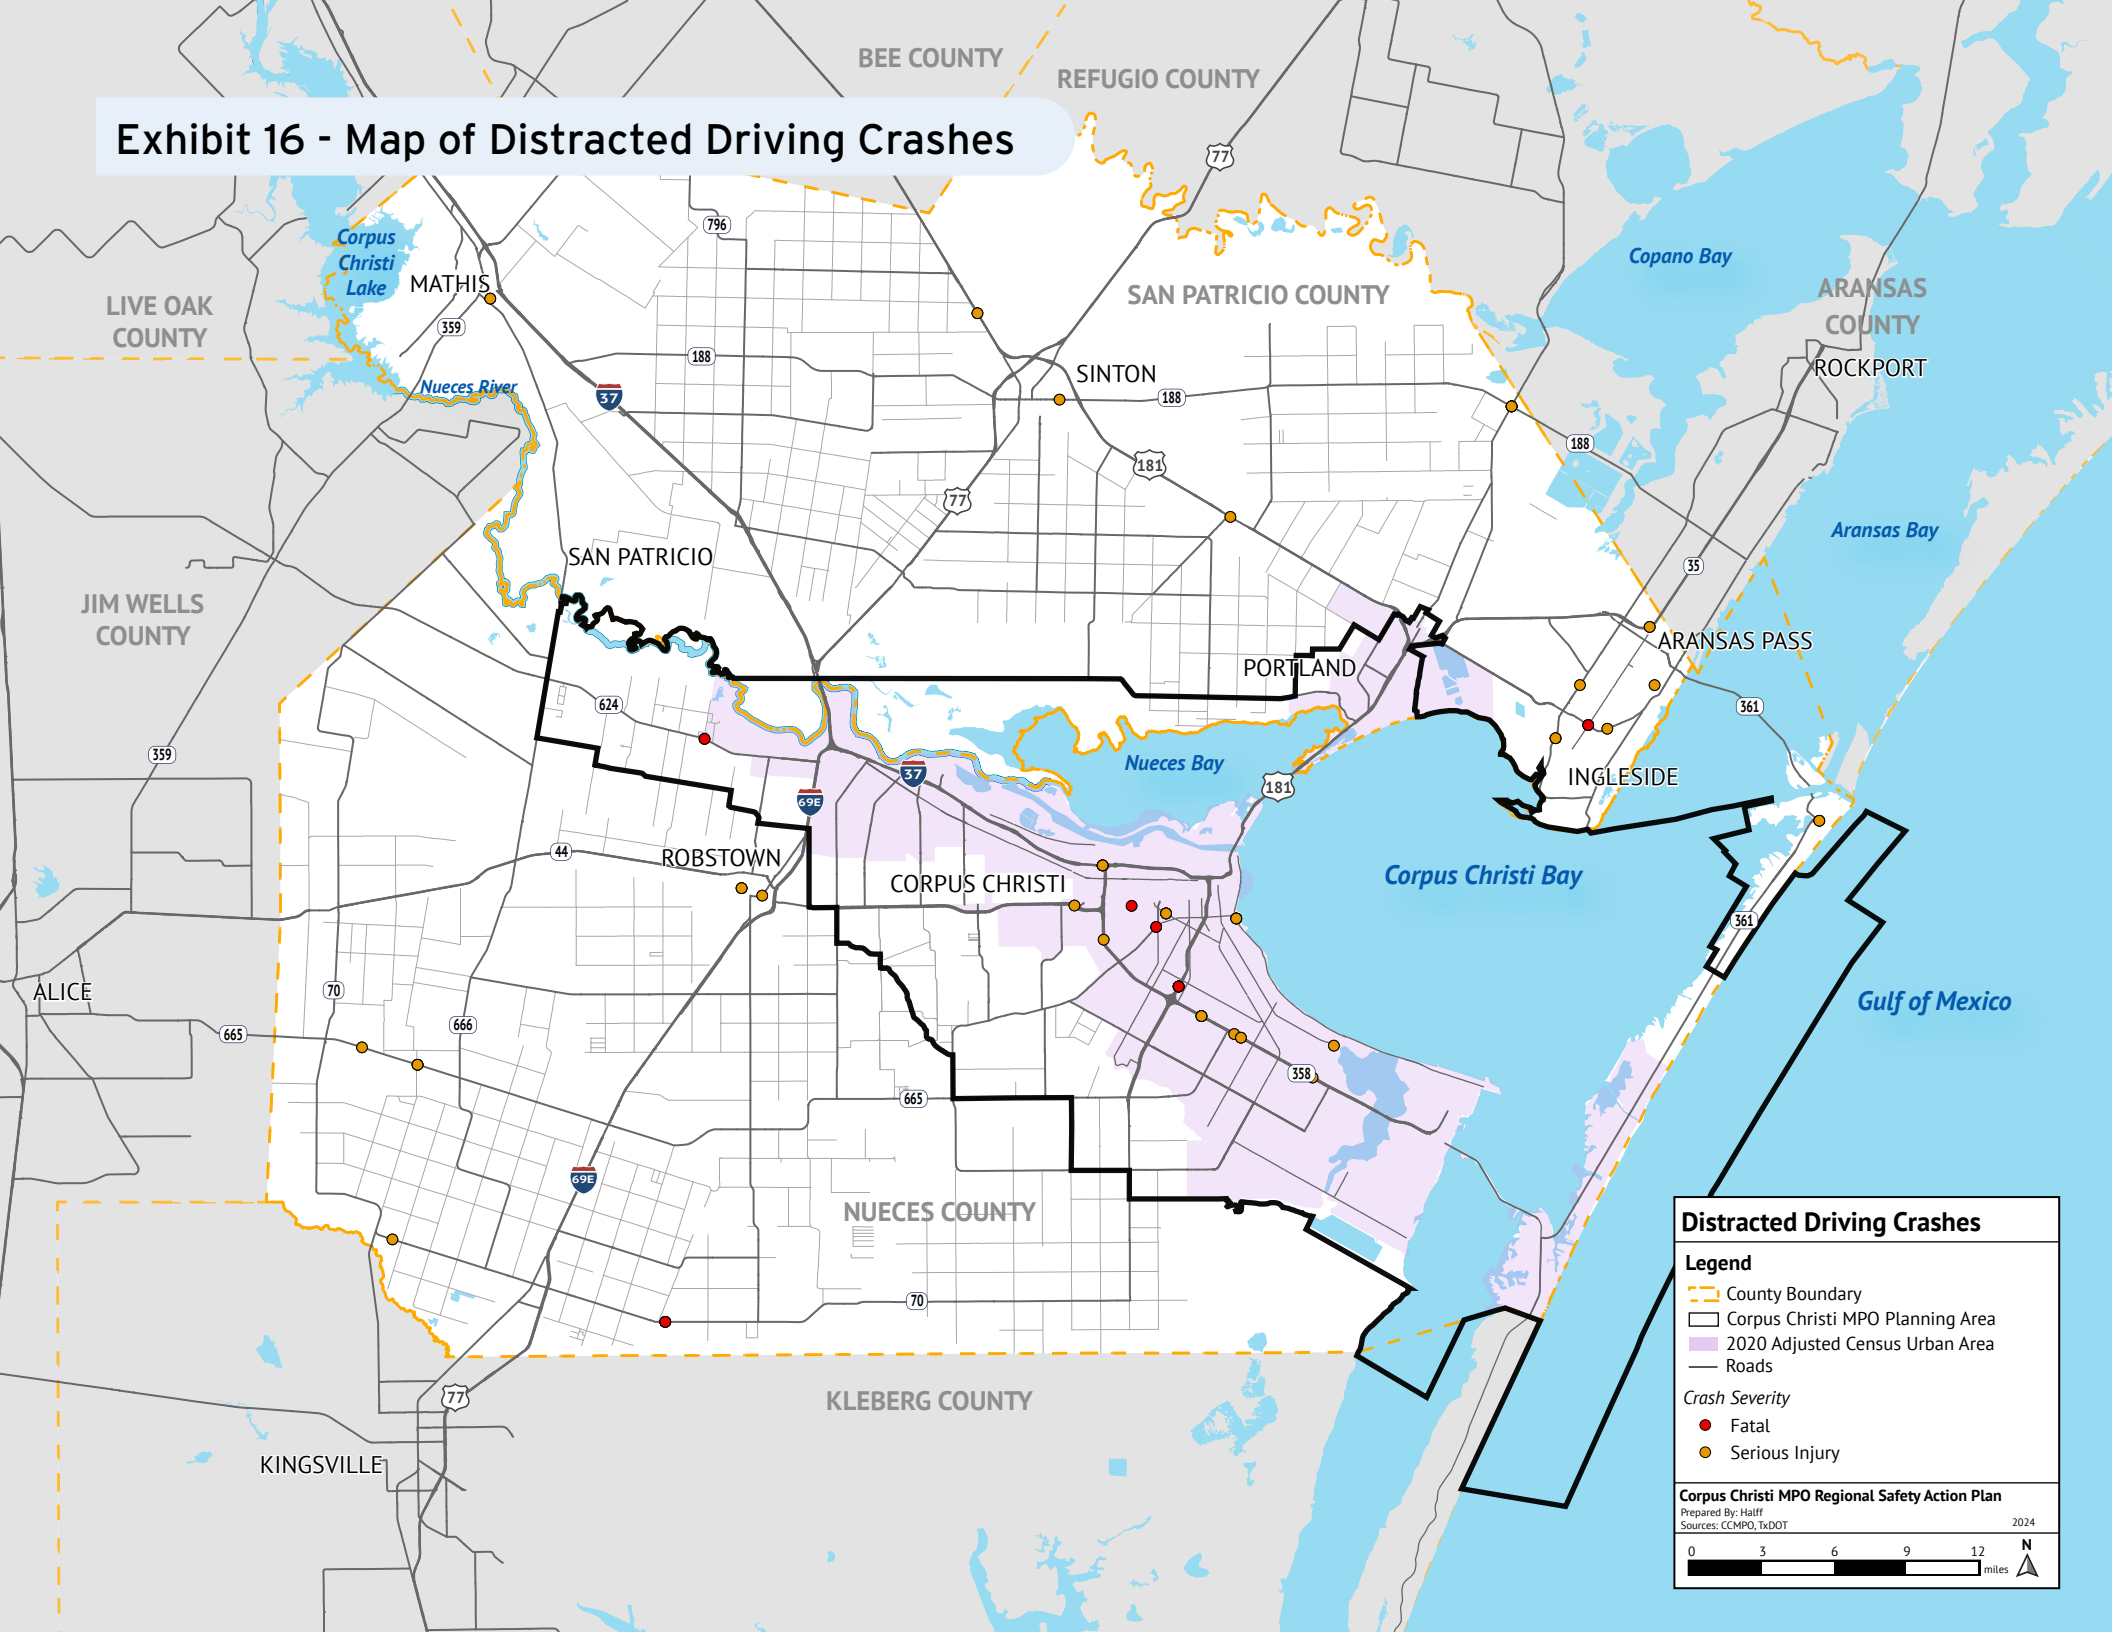 BEE COUNTY
REFUGIO COUNTY
Exhibit 16 - Map of Distracted Driving Crashes
77
796
Corpus
Christi
Lake
MATHIS
Copano Bay
SAN PATRICIO COUNTY
ARANSAS
COUNTY
LIVE OAK
COUNTY
359
188
ROCKPORT
SINTON
Nueces River
37
188
188
181
77
Aransas Bay
SAN PATRICIO
35
JIM WELLS
COUNTY
ARANSAS PASS
PORTLAND
624
361
359
Nueces Bay
37
INGLESIDE
181
69E
44
ROBSTOWN
CORPUS CHRISTI
Corpus Christi Bay
361
ALICE
70
Gulf of Mexico
666
665
358
665
69E
NUECES COUNTY
70
KLEBERG COUNTY
77
KINGSVILLE
Distracted Driving Crashes
Legend
County Boundary
Corpus Christi MPO Planning Area
2020 Adjusted Census Urban Area
Roads
Crash Severity
Fatal
Serious Injury
Corpus Christi MPO Regional Safety Action Plan
Prepared By: Halff
Sources: CCMPO, TxDOT
2024
N
0 3 6 9 12
miles